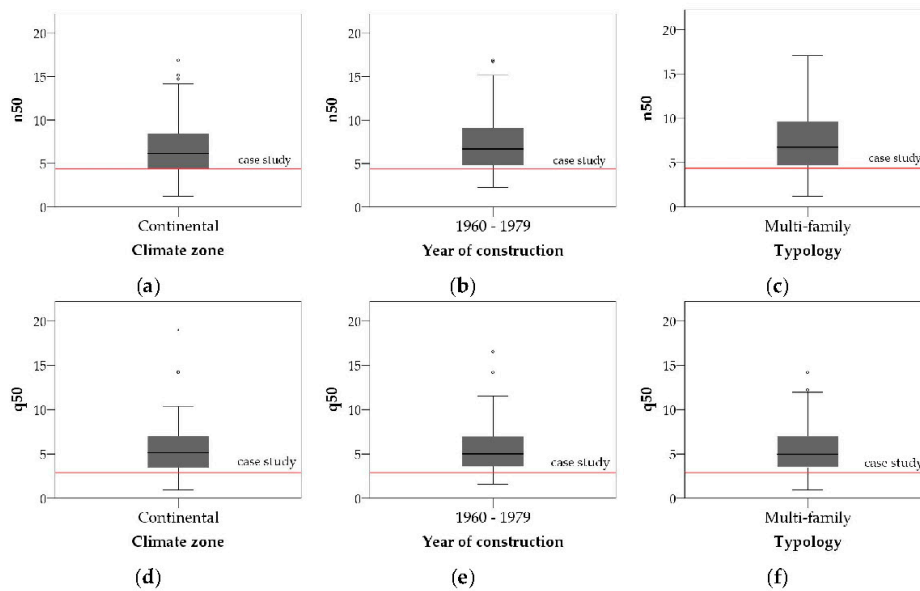 20
15
n50
10
case study
5
0
Continental
Climate zone
(a)
20
15
n50
10
case study
5
0
1960 - 1979
Year of construction
(b)
20
15
n50
10
case study
5
0
Multi-family
Typology
(c)
20
15
q50
10
5
case study
0
Continental
Climate zone
(d)
20
15
q50
10
5
case study
0
1960 - 1979
Year of construction
(e)
20
15
q50
10
5
case study
0
Multi-family
Typology
(f)